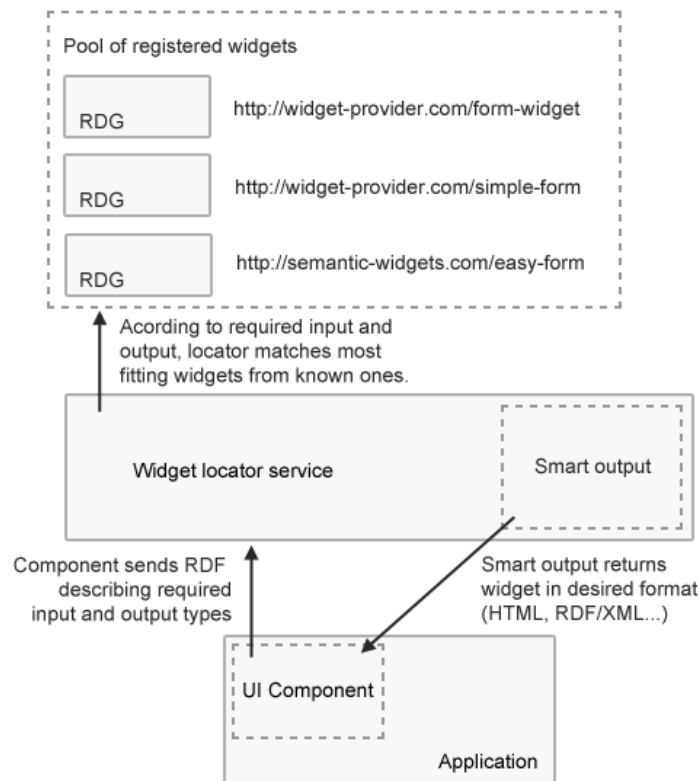 Pool of registered widgets
RDG
http://widget-provider.com/form-widget
RDG
http://widget-provider.com/simple-form
RDG
http://semantic-widgets.com/easy-form
Acording to required input and
output, locator matches most
fitting widgets from known ones.
Widget locator service
Smart output
Component sends RDF
describing required
input and output types
Smart output returns
widget in desired format
(HTML, RDF/XML...)
UI Component
Application